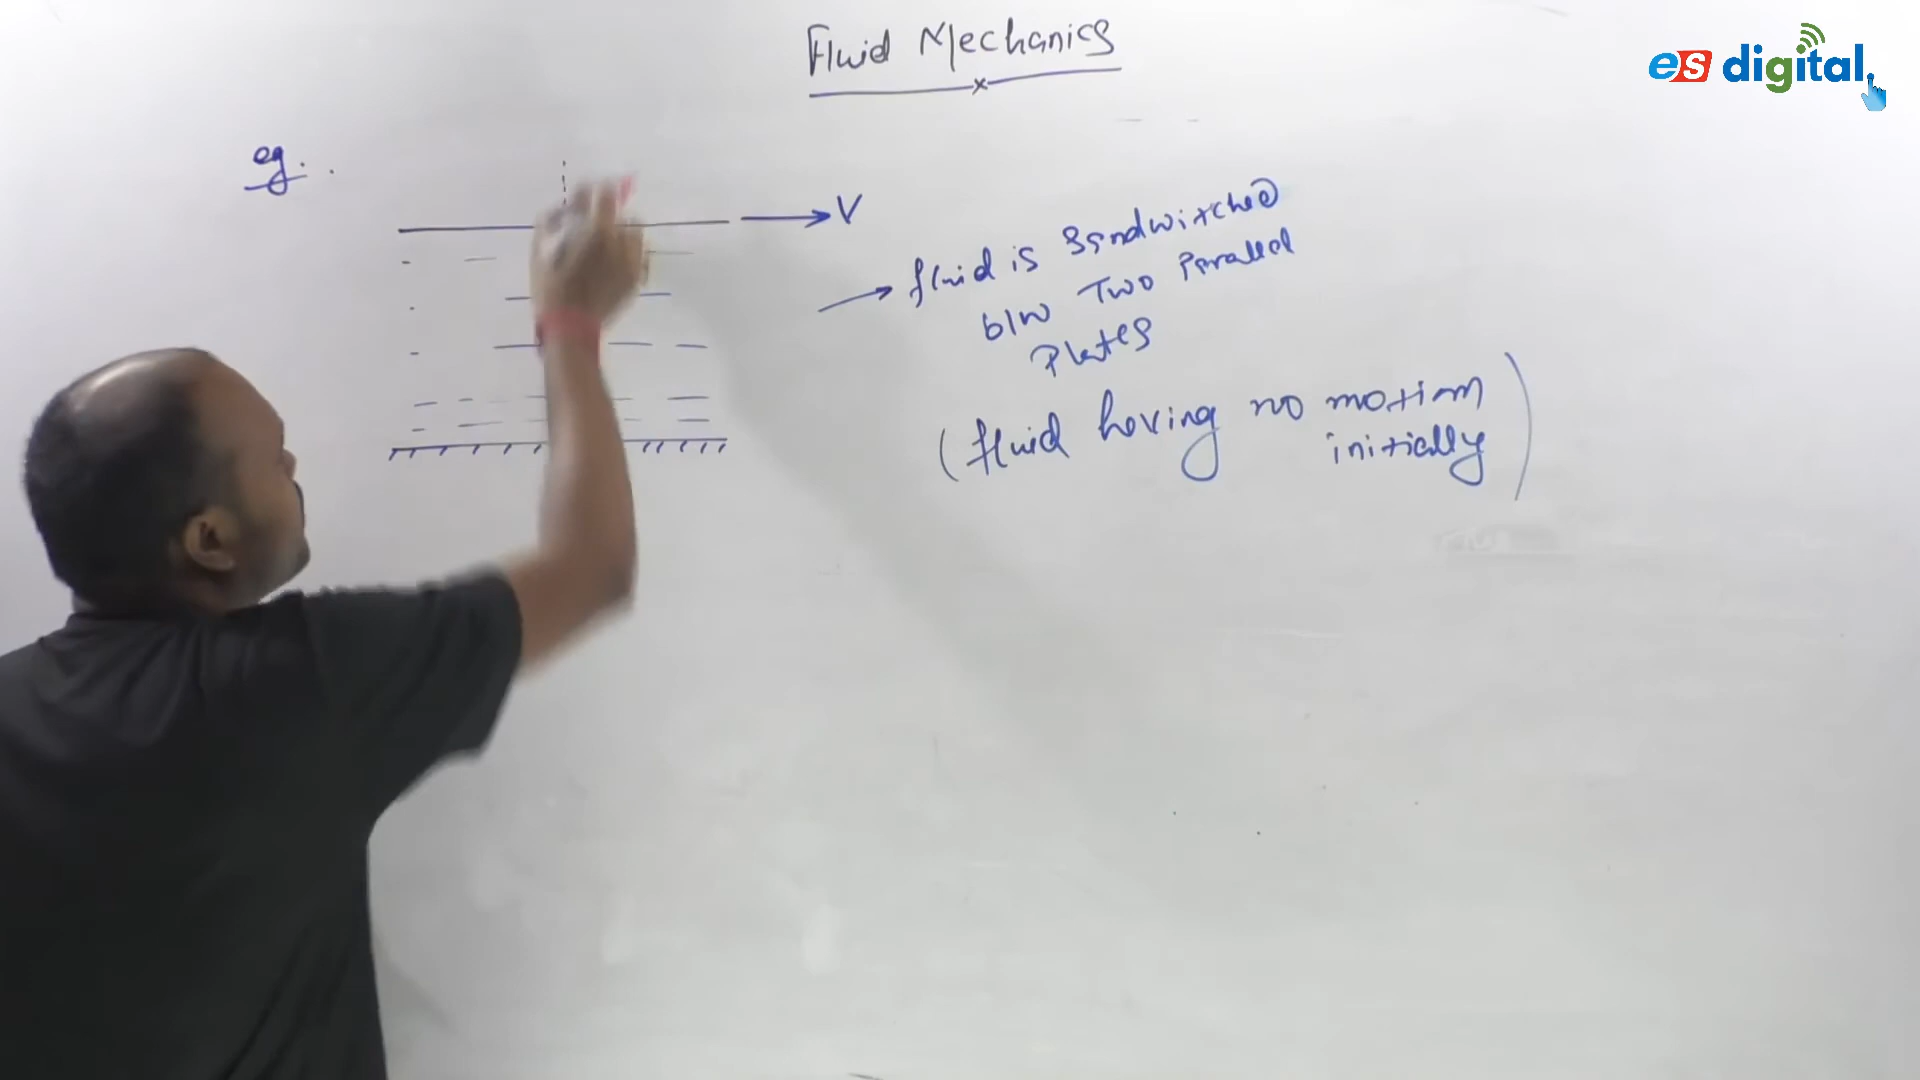 Fluid Mechanics
es digital
eg.
V
fluid is sandwitched
b/w Two Parallel
Plates
(fluid having no motion
initially)